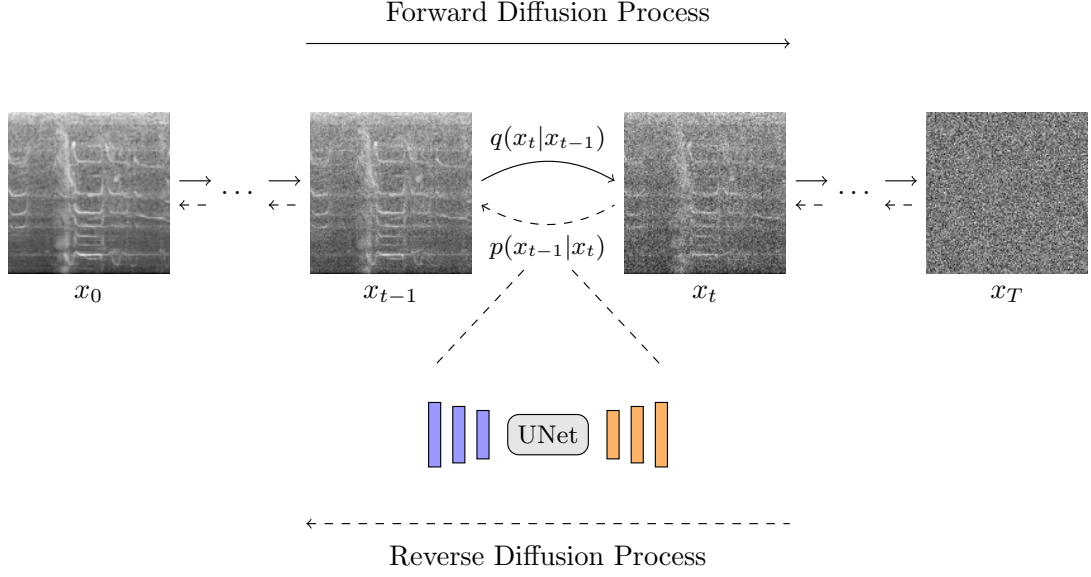 Forward Diffusion Process
q(x_t|x_{t−1})
... ...
p(x_{t−1}|x_t)
x_0 x_{t−1} x_t x_T
UNet
Reverse Diffusion Process